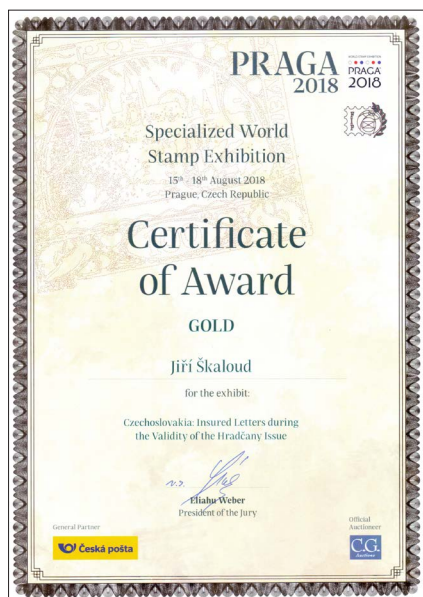 PRAGA
2018
PRAGA
2018
Specialized World
Stamp Exhibition
15th - 18th August 2018
Prague, Czech Republic
Certificate
of Award
GOLD
Jiří Škaloud
for the exhibit:
Czechoslovakia: Insured Letters during
the Validity of the Hradčany Issue
Eliahu Weber
President of the Jury
General Partner
Česká pošta
Official
Auctioneer
C.G.
Auctions